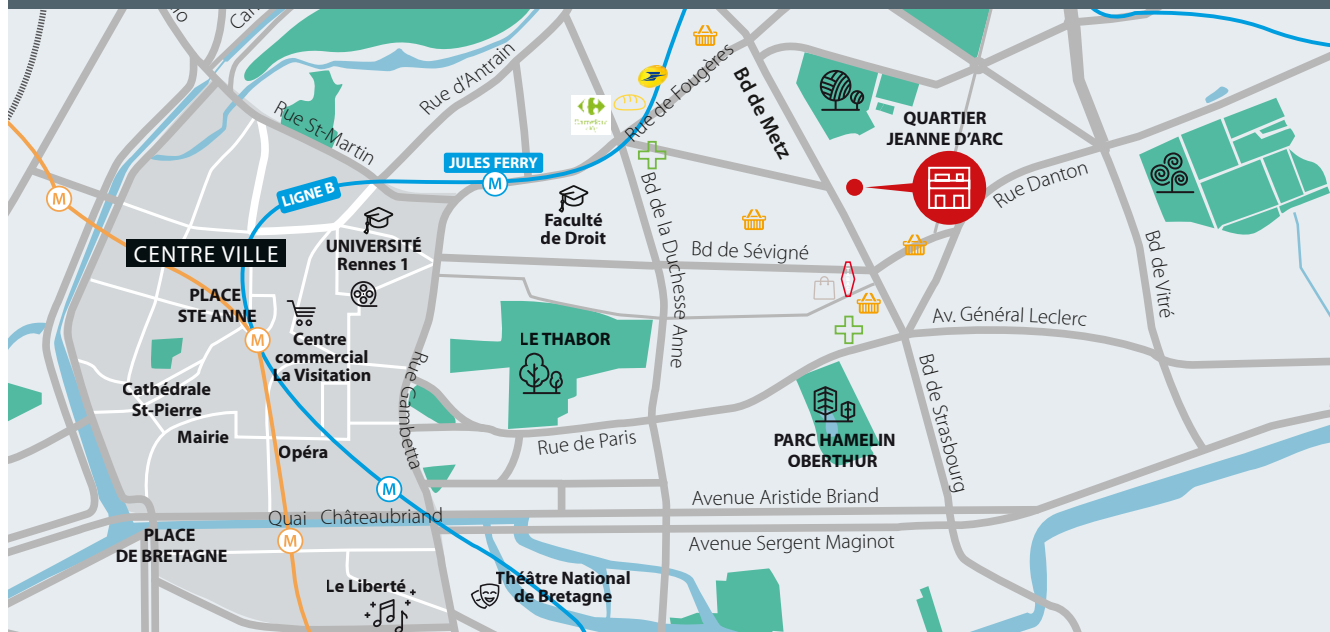 Rue d'Antrain
Rue de Fougères
Bd de Metz
QUARTIER
JEANNE D'ARC
Rue St-Martin
JULES FERRY
M
LIGNE B
M
Rue Danton
Faculté
de Droit
Bd de la Duchesse Anne
UNIVERSITÉ
Rennes 1
CENTRE VILLE
Bd de Sévigné
Bd de Vitré
PLACE
STE ANNE
M
Centre
commercial
La Visitation
LE THABOR
Av. Général Leclerc
Rue Gambetta
Bd de Strasbourg
Cathédrale
St-Pierre
Mairie
Opéra
Rue de Paris
PARC HAMELIN
OBERTHUR
M
Avenue Aristide Briand
Quai Châteaubriand
PLACE
DE BRETAGNE
M
Avenue Sergent Maginot
Le Liberté
Théâtre National
de Bretagne